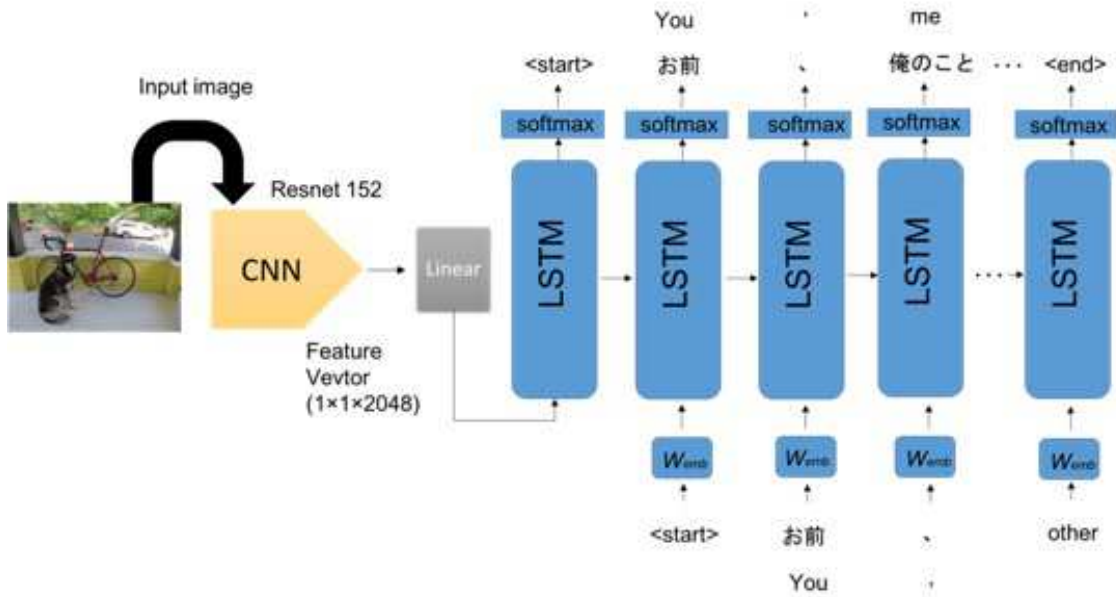 You , me
<start> お前 、 俺のこと ... <end>
Input image
softmax softmax softmax softmax softmax
Resnet 152
CNN
Linear
LSTM LSTM LSTM LSTM ... LSTM
Feature
Vevtor
(1×1×2048)
Wemb Wemb Wemb Wemb
<start> お前 、 other
You ,